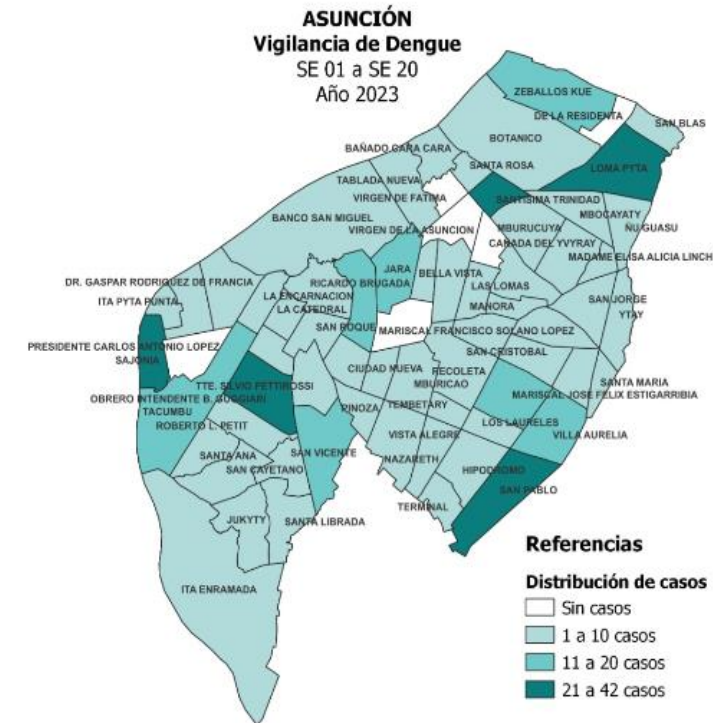 ASUNCIÓN
Vigilancia de Dengue
SE 01 a SE 20
Año 2023
ZEBALLOS KUE
DE LA RESIDENTA
SAN BLAS
BOTANICO
BAÑADO CARA CARA
SANTA ROSA
LOMA PYTA
TABLADA NUEVA
VIRGEN DE FATIMA
SANTISIMA TRINIDAD
MBOCAYATY
BANCO SAN MIGUEL
VIRGEN DE LA ASUNCION
MBURUCUYA
ÑU GUASU
CANADA DEL YVYRAY
MADAME ELISA ALICIA LINCH
JARA
BELLA VISTA
DR. GASPAR RODRIGUEZ DE FRANCIA
RICARDO BRUGADA
LAS LOMAS
ITA PYTA PUNTA
LA ENCARNACION
LA CATEDRAL
MANORA
SAN JORGE
YTAY
SAN ROQUE
MARISCAL FRANCISCO SOLANO LOPEZ
PRESIDENTE CARLOS ANTONIO LOPEZ
SAJONIA
SAN CRISTOBAL
CIUDAD NUEVA
RECOLETA
MBURICAO
SANTA MARIA
TTE. SILVIO PETTIROSSI
MARISCAL JOSE FELIX ESTIGARRIBIA
OBRERO INTENDENTE B. GUGGIARI
TACUMBU
PINOZA
TEMBETARY
ROBERTO L. PETIT
LOS LAURELES
VISTA ALEGRE
VILLA AURELIA
SANTA ANA
SAN VICENTE
NAZARETH
SAN CAYETANO
HIPODROMO
SAN PABLO
TERMINAL
JUKYTY
SANTA LIBRADA
ITA ENRAMADA
Referencias
Distribución de casos
Sin casos
1 a 10 casos
11 a 20 casos
21 a 42 casos